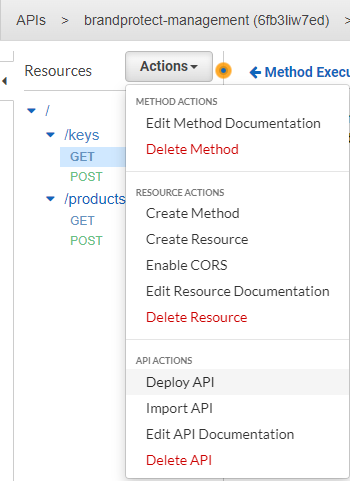 APIs > brandprotect-management (6fb3liw7ed) >
Resources Actions Method Execu
/
/keys
GET
POST
/products
GET
POST
METHOD ACTIONS
Edit Method Documentation
Delete Method
RESOURCE ACTIONS
Create Method
Create Resource
Enable CORS
Edit Resource Documentation
Delete Resource
API ACTIONS
Deploy API
Import API
Edit API Documentation
Delete API